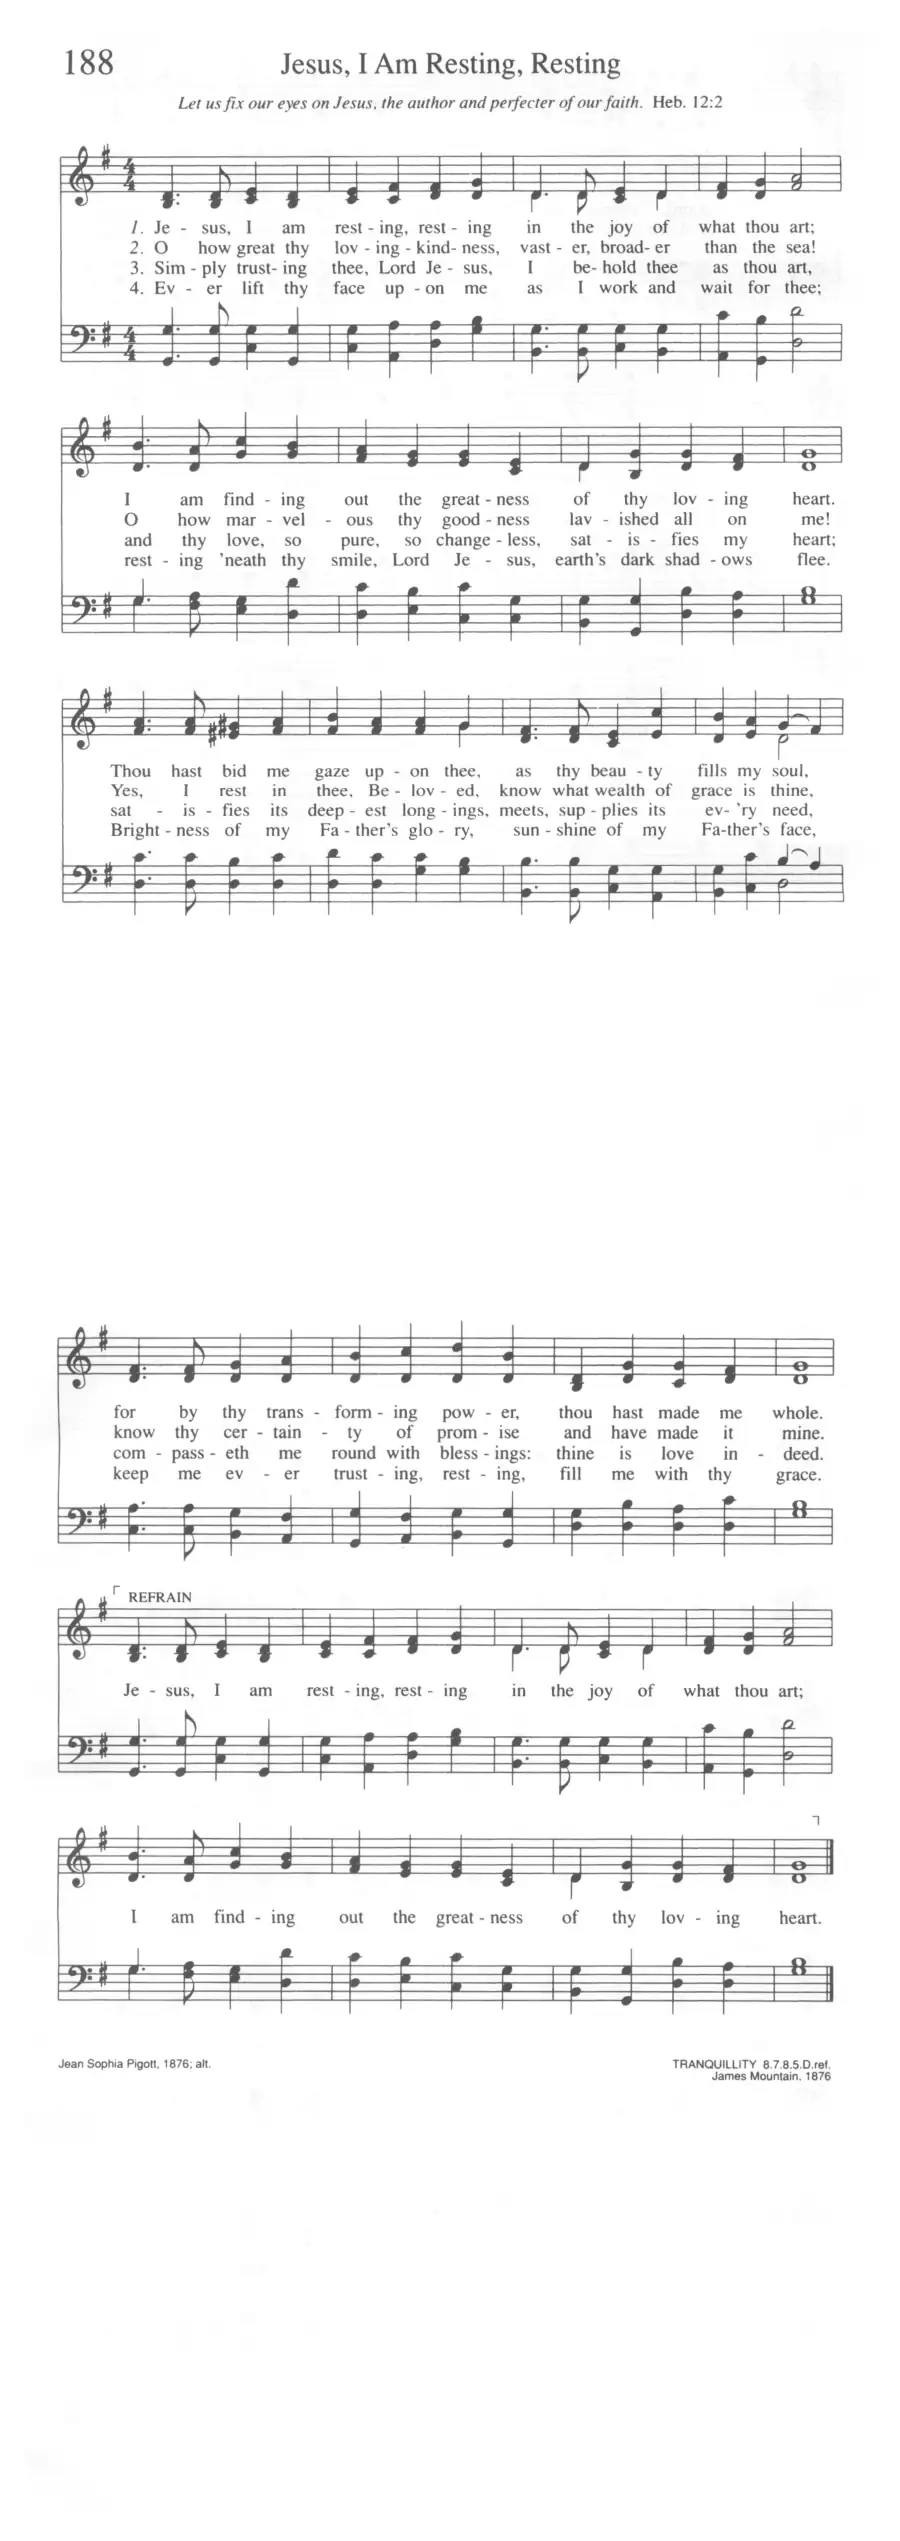 188
Jesus, I Am Resting, Resting
Let us fix our eyes on Jesus, the author and perfecter of our faith. Heb. 12:2
1. Je - sus, I am rest - ing, rest - ing in the joy of what thou art;
2. O how great thy lov - ing - kind- ness, vast - er, broad- er than the sea!
3. Sim - ply trust- ing thee, Lord Je - sus, I be- hold thee as thou art,
4. Ev - er lift thy face up - on me as I work and wait for thee;
I am find - ing out the great - ness of thy lov - ing heart.
O how mar - vel - ous thy good - ness lav - ished all on me!
and thy love, so pure, so change - less, sat - is - fies my heart;
rest - ing 'neath thy smile, Lord Je - sus, earth's dark shad - ows flee.
Thou hast bid me gaze up - on thee, as thy beau - ty fills my soul,
Yes, I rest in thee, Be - lov - ed, know what wealth of grace is thine,
sat - is - fies its deep - est long - ings, meets, sup - plies its ev- 'ry need,
Bright - ness of my Fa - ther's glo - ry, sun - shine of my Fa-ther's face,
for by thy trans - form - ing pow - er, thou hast made me whole.
know thy cer - tain - ty of prom - ise and have made it mine.
com - pass - eth me round with bless - ings: thine is love in - deed.
keep me ev - er trust - ing, rest - ing, fill me with thy grace.
REFRAIN
Je - sus, I am rest - ing, rest - ing in the joy of what thou art;
I am find - ing out the great - ness of thy lov - ing heart.
Jean Sophia Pigott, 1876; alt.
TRANQUILLITY 8.7.8.5.D.ref.
James Mountain, 1876